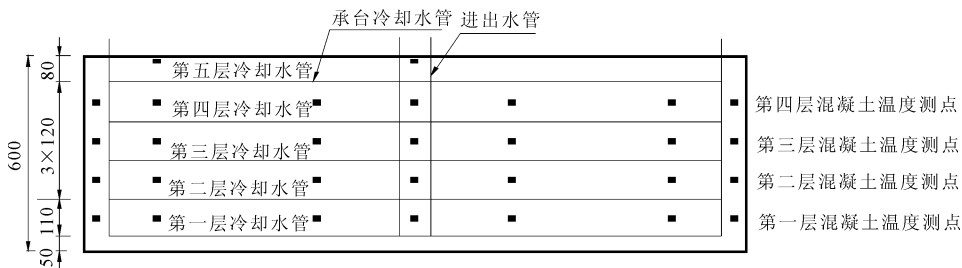 承台冷却水管
进出水管
80
第五层冷却水管
第四层冷却水管
第四层混凝土温度测点
600
3×120
第三层冷却水管
第三层混凝土温度测点
第二层冷却水管
第二层混凝土温度测点
110
第一层冷却水管
第一层混凝土温度测点
50